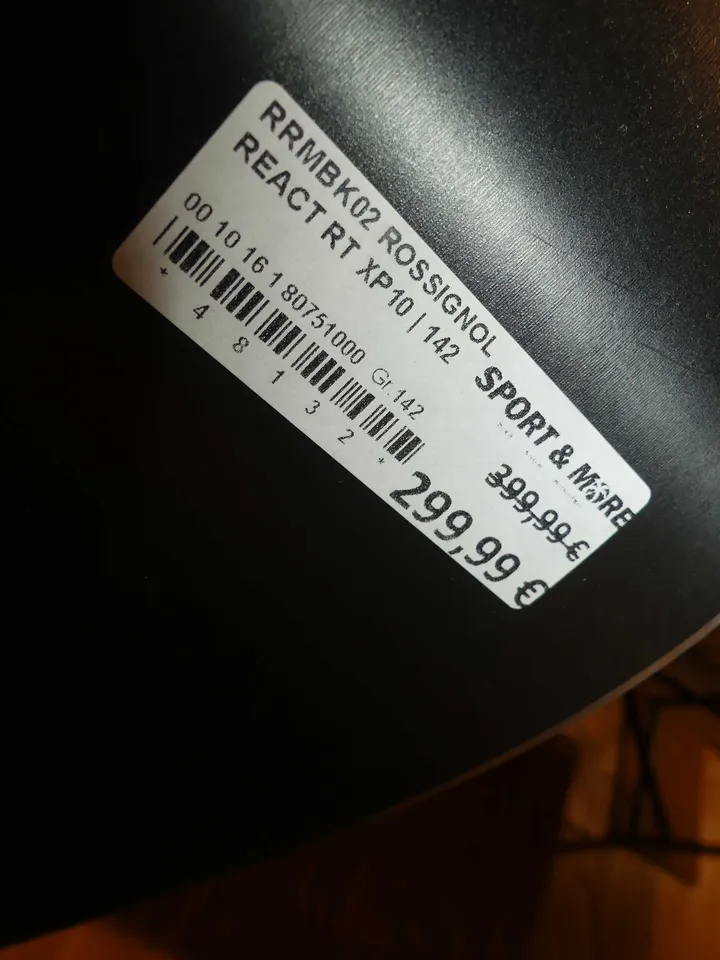 RRMBK02 ROSSIGNOL
REACT RT XP10 | 142
00 10 16 1 80751000 Gr.142
* 4 8 1 3 2 *
SPORT & MORE
399,99 €
299,99 €